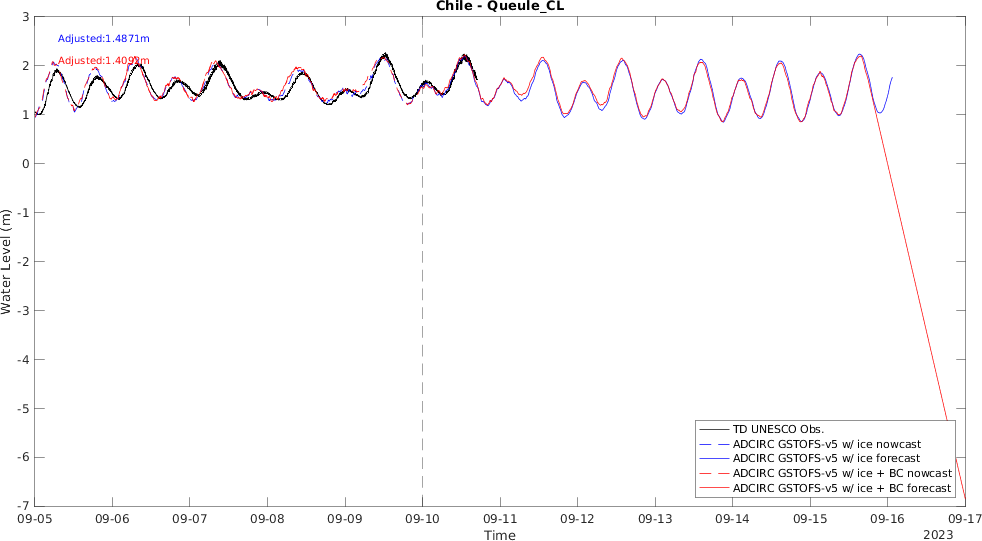 Chile - Queule_CL
Adjusted:1.4871m
Adjusted:1.4092m
Water Level (m)
3
2
1
0
-1
-2
-3
-4
-5
-6
-7
TD UNESCO Obs.
ADCIRC GSTOFS-v5 w/ ice nowcast
ADCIRC GSTOFS-v5 w/ ice forecast
ADCIRC GSTOFS-v5 w/ ice + BC nowcast
ADCIRC GSTOFS-v5 w/ ice + BC forecast
09-05 09-06 09-07 09-08 09-09 09-10 09-11 09-12 09-13 09-14 09-15 09-16 09-17
Time
2023